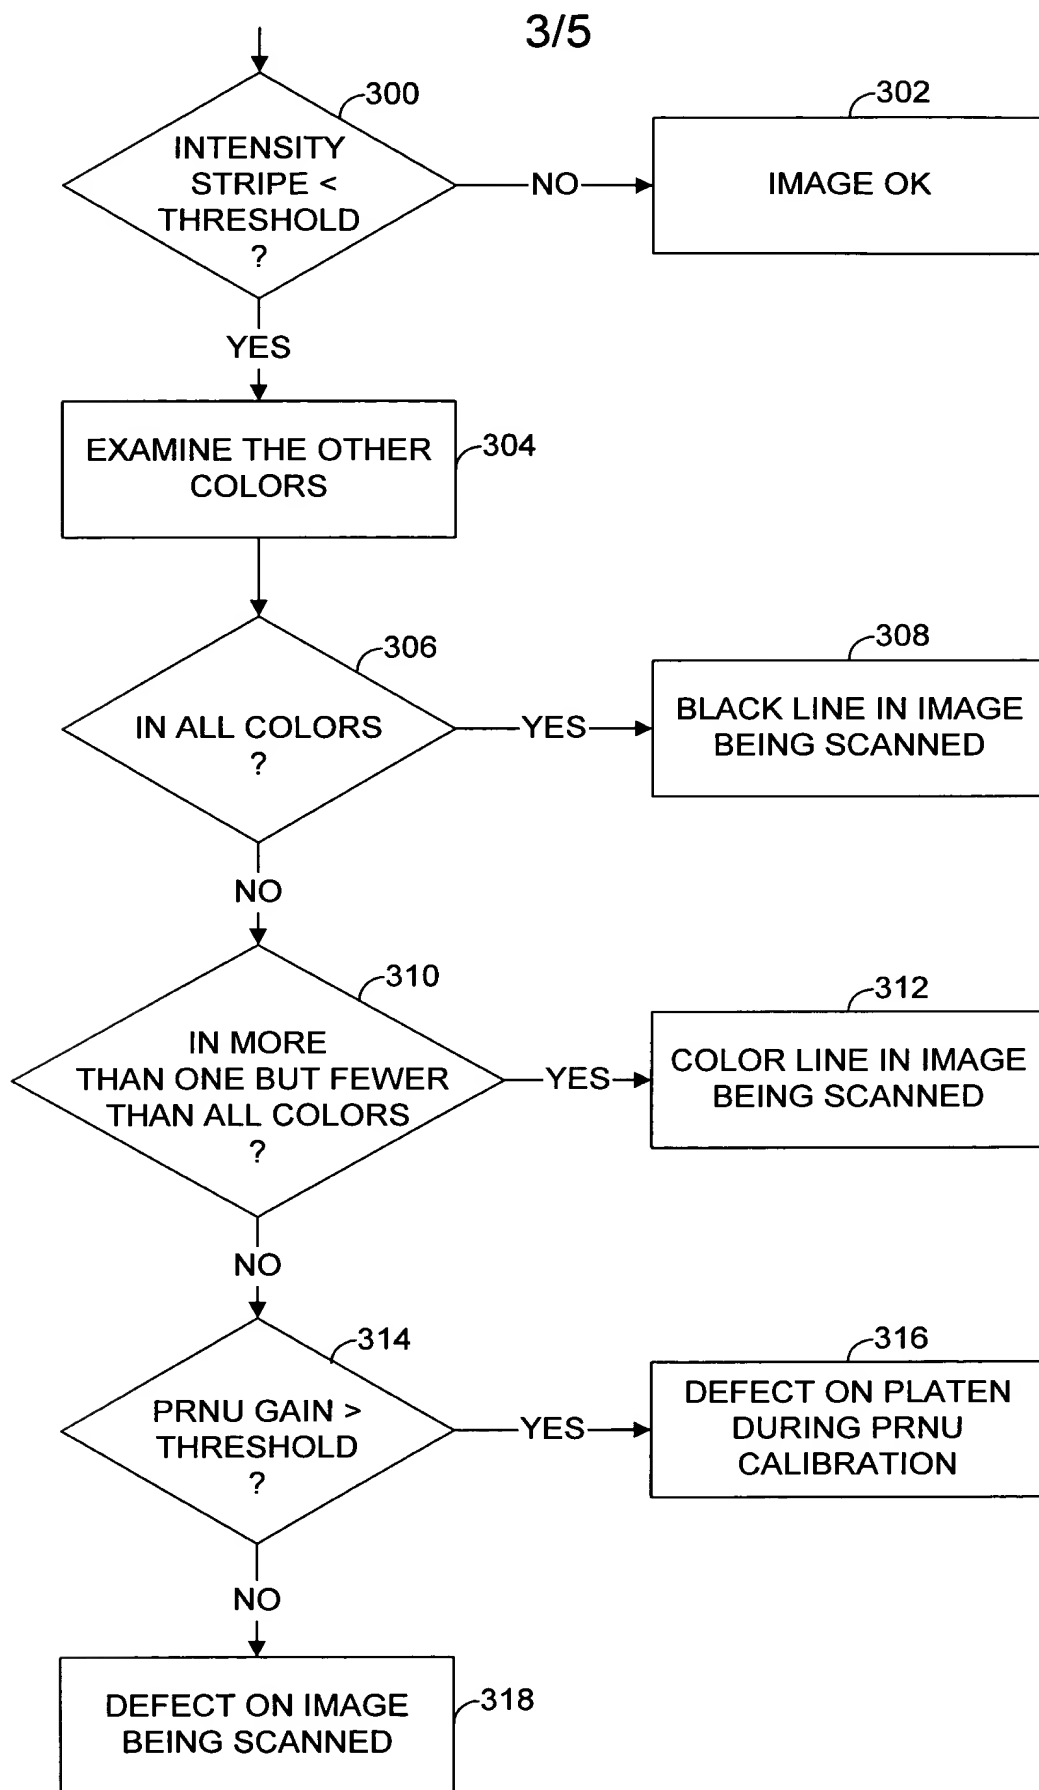 3/5
300
INTENSITY
STRIPE <
THRESHOLD
?
NO
302
IMAGE OK
YES
EXAMINE THE OTHER
COLORS
304
306
IN ALL COLORS
?
YES
308
BLACK LINE IN IMAGE
BEING SCANNED
NO
310
IN MORE
THAN ONE BUT FEWER
THAN ALL COLORS
?
YES
312
COLOR LINE IN IMAGE
BEING SCANNED
NO
314
PRNU GAIN >
THRESHOLD
?
YES
316
DEFECT ON PLATEN
DURING PRNU
CALIBRATION
NO
DEFECT ON IMAGE
BEING SCANNED
318